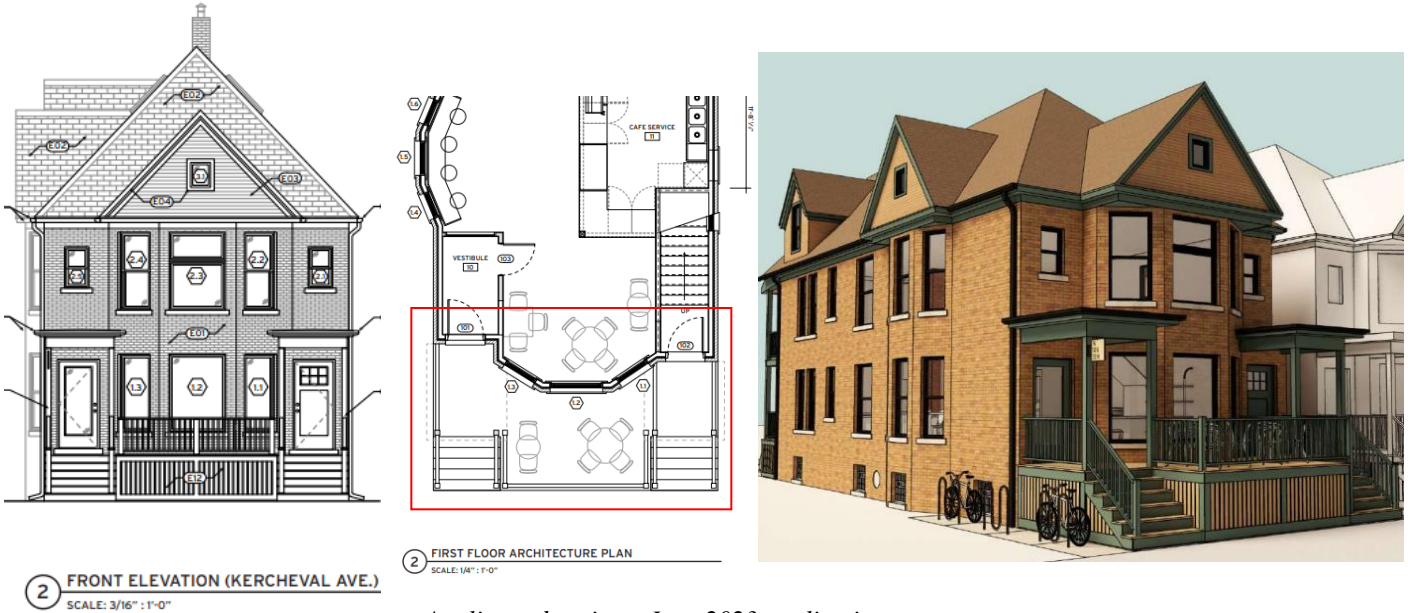 E02
E02
3.1
E03
E04
2.5
2.4
2.3
2.2
2.1
E01
1.3
1.2
1.1
E12
2 FRONT ELEVATION (KERCHEVAL AVE.)
SCALE: 3/16" : 1'-0"
1.6
1.5
1.4
CAFE SERVICE
11
VESTIBULE
10
103
UP
101
102
1.3
1.2
1.1
2 FIRST FLOOR ARCHITECTURE PLAN
SCALE: 1/4" : 1'-0"